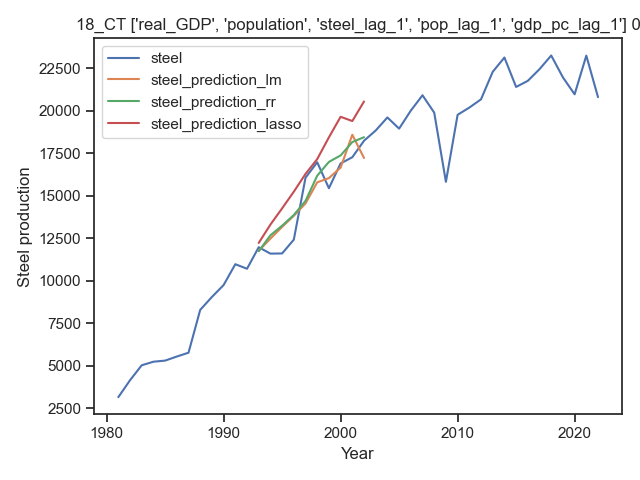 18_CT ['real_GDP', 'population', 'steel_lag_1', 'pop_lag_1', 'gdp_pc_lag_1'] 0
steel
steel_prediction_lm
steel_prediction_rr
steel_prediction_lasso
22500
20000
17500
15000
12500
10000
7500
5000
2500
Steel production
1980
1990
2000
2010
2020
Year